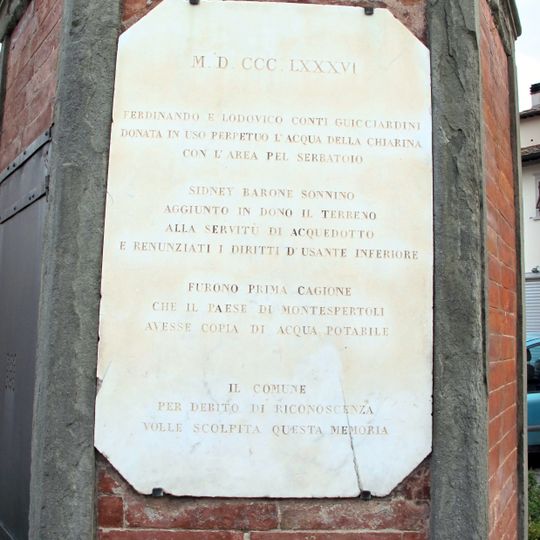 M. D. CCC. LXXXVI
FERDINANDO E LODOVICO CONTI GUICCIARDINI
DONATA IN USO PERPETUO L'ACQUA DELLA CHIARINA
CON L'AREA PEL SERBATOIO
SIDNEY BARONE SONNINO
AGGIUNTO IN DONO IL TERRENO
ALLA SERVITÙ DI ACQUEDOTTO
E RENUNZIATI I DIRITTI D'USANTE INFERIORE
FURONO PRIMA CAGIONE
CHE IL PAESE DI MONTESPERTOLI
AVESSE COPIA DI ACQUA POTABILE
IL COMUNE
PER DEBITO DI RICONOSCENZA
VOLLE SCOLPITA QUESTA MEMORIA